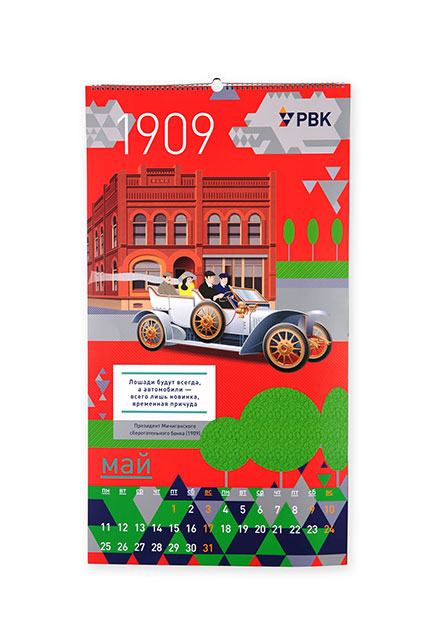 1909
РВК
BANK
Лошади будут всегда,
а автомобили —
всего лишь новинка,
временная причуда
Президент Мичиганского
сберегательного банка (1909)
май
ПН ВТ СР ЧТ ПТ СБ ВС ПН ВТ СР ЧТ ПТ СБ ВС
1 2 3 4 5 6 7 8 9 10
11 12 13 14 15 16 17 18 19 20 21 22 23 24
25 26 27 28 29 30 31